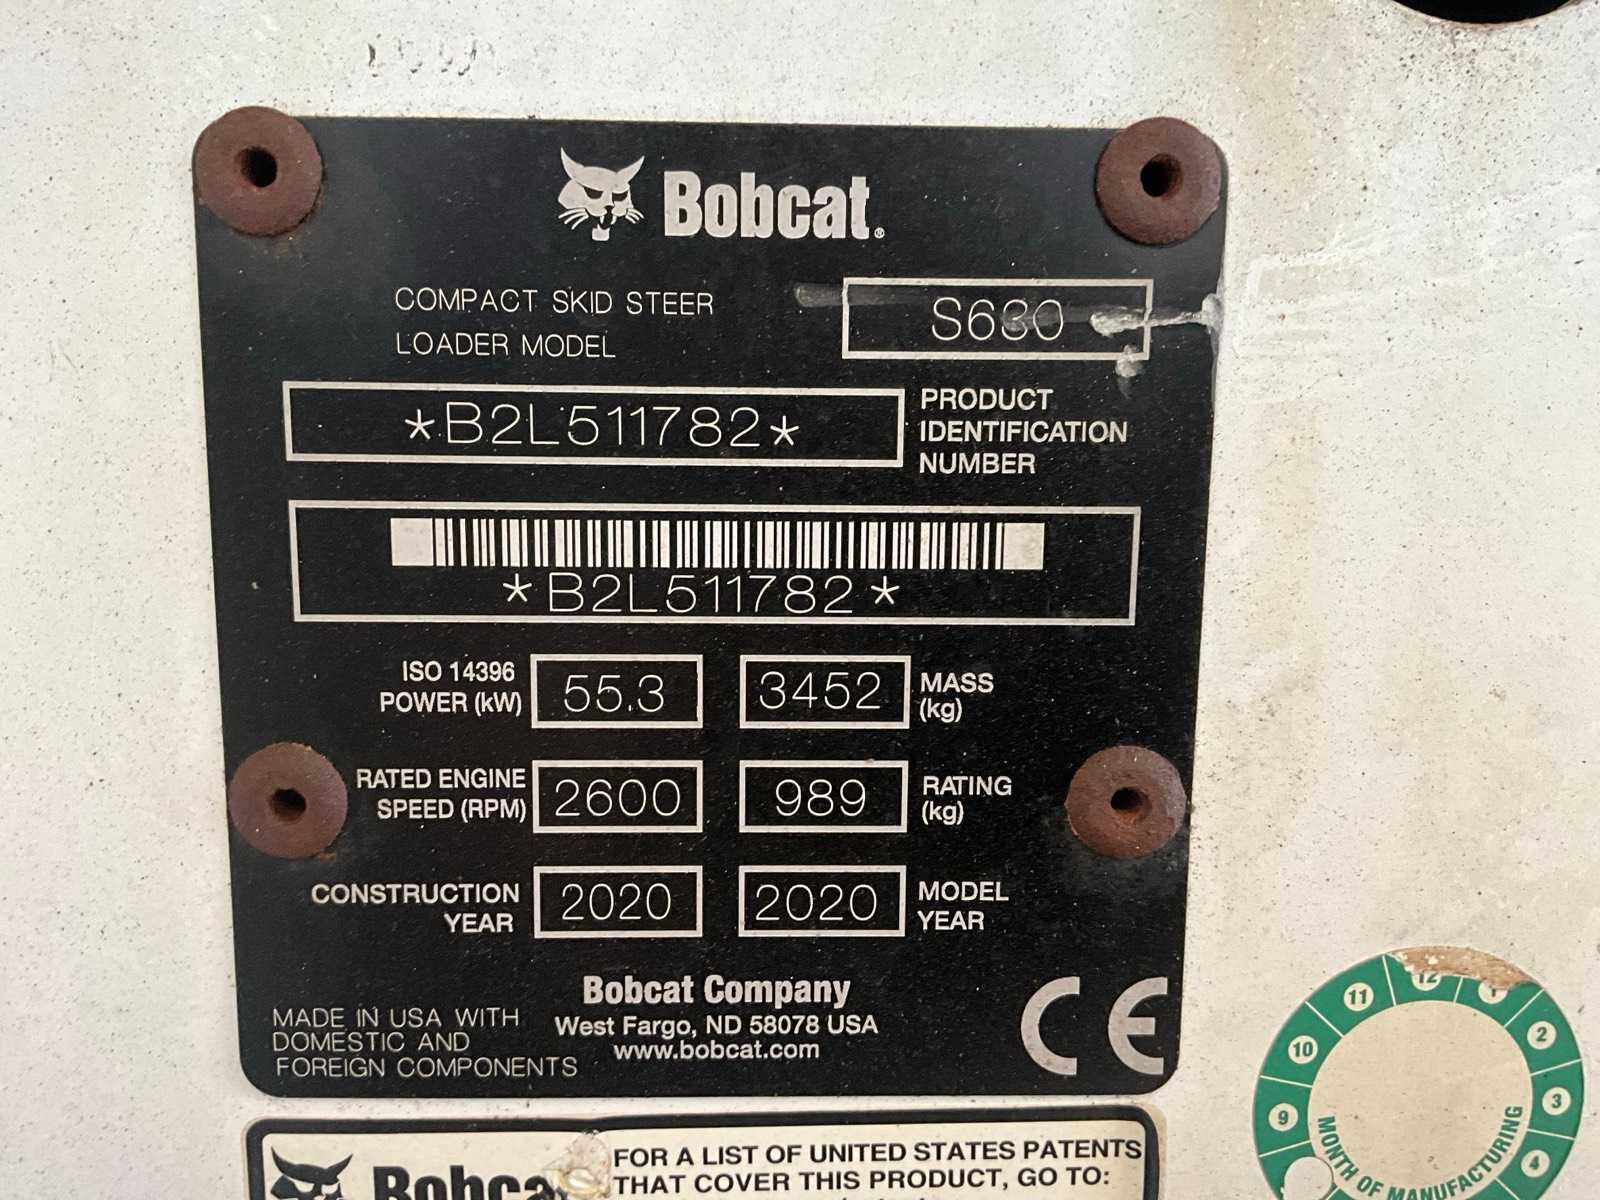 Bobcat®
COMPACT SKID STEER
LOADER MODEL
S630
*B2L511782*
PRODUCT
IDENTIFICATION
NUMBER
*B2L511782*
ISO 14396
POWER (kW)
55.3
3452
MASS
(kg)
RATED ENGINE
SPEED (RPM)
2600
989
RATING
(kg)
CONSTRUCTION
YEAR
2020
2020
MODEL
YEAR
MADE IN USA WITH
DOMESTIC AND
FOREIGN COMPONENTS
Bobcat Company
West Fargo, ND 58078 USA
www.bobcat.com
CE
11
12
1
10
2
9
3
4
MONTH OF MANUFACTURING
Bobcat
FOR A LIST OF UNITED STATES PATENTS
THAT COVER THIS PRODUCT, GO TO: